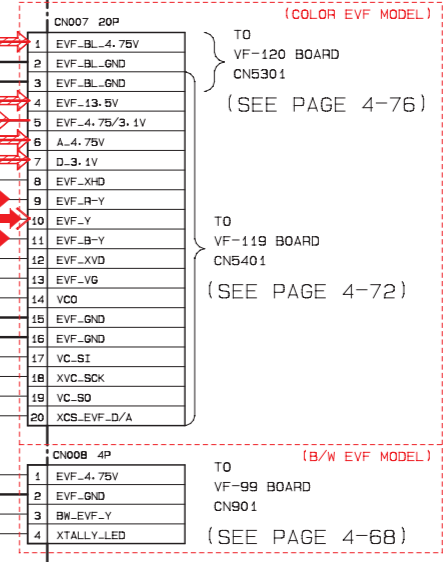 (COLOR EVF MODEL)
CN007 20P
1 EVF_BL_4.75V
2 EVF_BL_GND
3 EVF_BL_GND
4 EVF_13.5V
5 EVF_4.75/3.1V
6 A_4.75V
7 D_3.1V
8 EVF_XHD
9 EVF_R-Y
10 EVF_Y
11 EVF_B-Y
12 EVF_XVD
13 EVF_VG
14 VCO
15 EVF_GND
16 EVF_GND
17 VC_SI
18 XVC_SCK
19 VC_SO
20 XCS_EVF_D/A
TO
VF-120 BOARD
CN5301
(SEE PAGE 4-76)
TO
VF-119 BOARD
CN5401
(SEE PAGE 4-72)
(B/W EVF MODEL)
CN008 4P
1 EVF_4.75V
2 EVF_GND
3 BW_EVF_Y
4 XTALLY_LED
TO
VF-99 BOARD
CN901
(SEE PAGE 4-68)